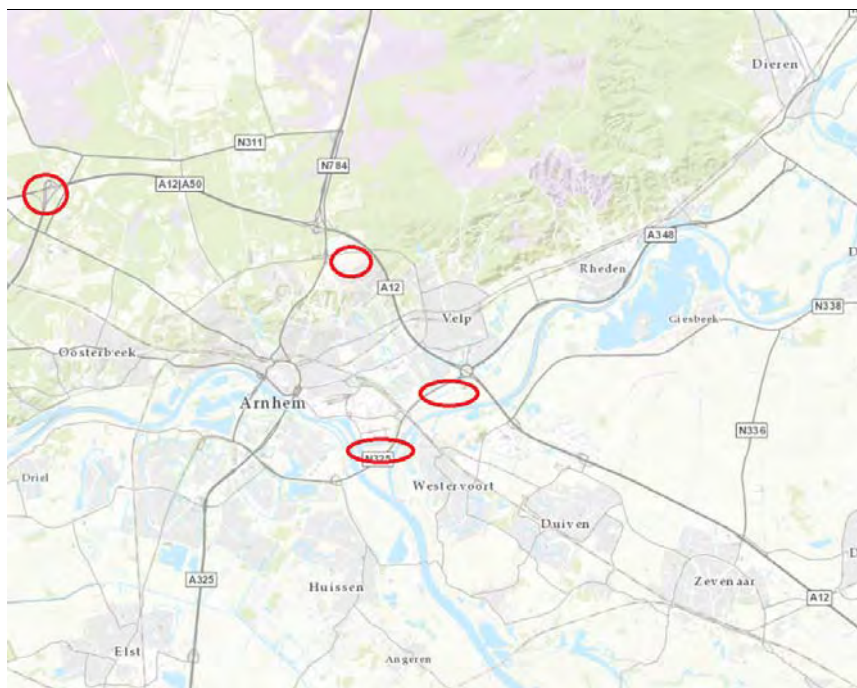 Dieren
N311
N784
A12|A50
A348
Rheden
A12
N338
Giesbeek
Velp
Oosterbeek
Arnhem
N336
N325
Driel
Westervoort
Duiven
A325
Zevenaar
Huissen
A12
Elst
Angeren